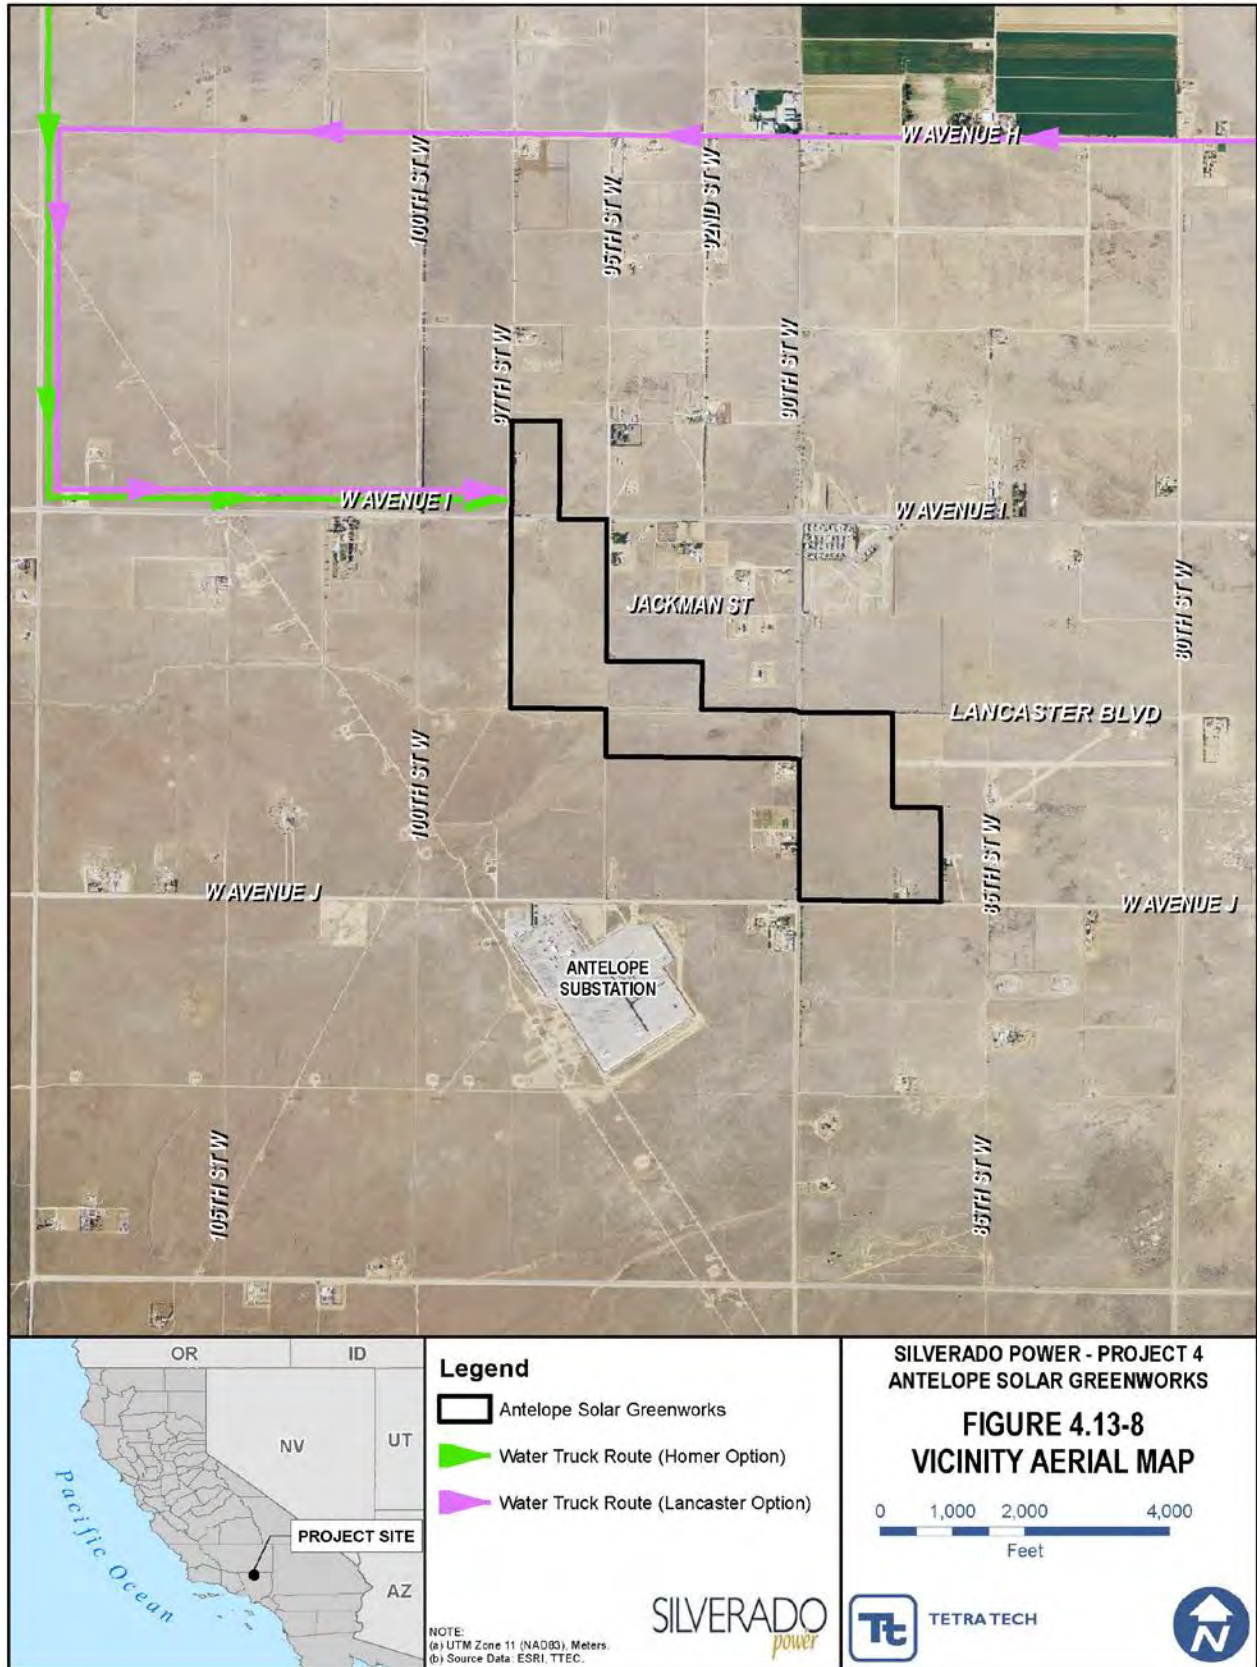 W AVENUE H
100TH ST W
95TH ST W
92ND ST W
97TH ST W
90TH ST W
W AVENUE I
W AVENUE I
JACKMAN ST
80TH ST W
LANCASTER BLVD
100TH ST W
85TH ST W
W AVENUE J
W AVENUE J
ANTELOPE
SUBSTATION
105TH ST W
85TH ST W
OR
ID
NV
UT
AZ
Pacific Ocean
PROJECT SITE
Legend
Antelope Solar Greenworks
Water Truck Route (Homer Option)
Water Truck Route (Lancaster Option)
NOTE:
(a) UTM Zone 11 (NAD83), Meters.
(b) Source Data: ESRI, TTEC.
SILVERADO
power
SILVERADO POWER - PROJECT 4
ANTELOPE SOLAR GREENWORKS
FIGURE 4.13-8
VICINITY AERIAL MAP
0 1,000 2,000 4,000
Feet
Tt
TETRA TECH
N